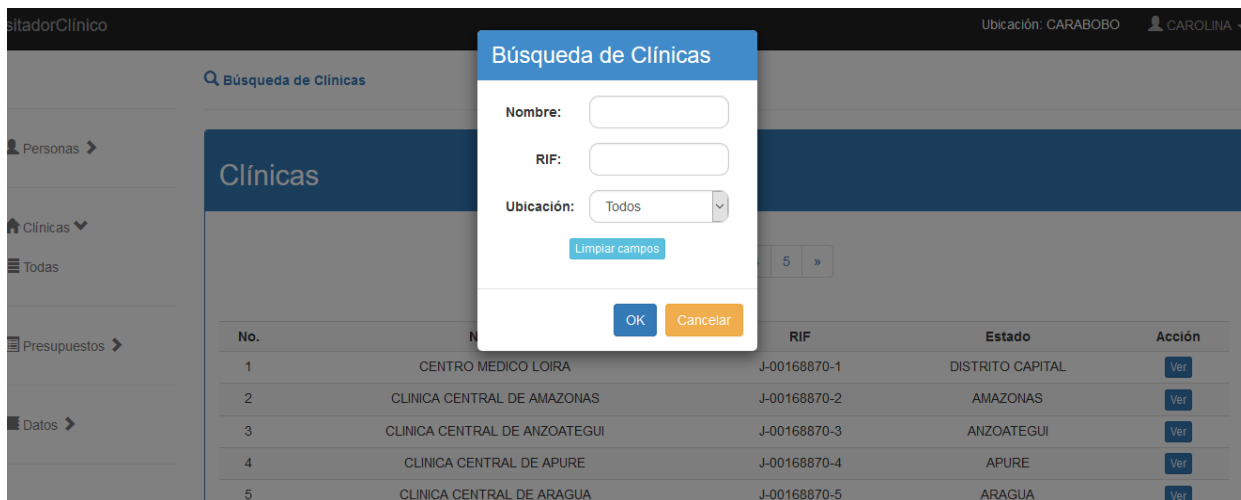 sitadorClínico
Ubicación: CARABOBO
CAROLINA
Búsqueda de Clínicas
Búsqueda de Clínicas
Nombre:
RIF:
Ubicación:
Todos
Limpiar campos
OK
Cancelar
Personas
Clínicas
Todas
Presupuestos
Datos
Clínicas
5 »
No. N RIF Estado Acción
1 CENTRO MEDICO LOIRA J-00168870-1 DISTRITO CAPITAL Ver
2 CLINICA CENTRAL DE AMAZONAS J-00168870-2 AMAZONAS Ver
3 CLINICA CENTRAL DE ANZOATEGUI J-00168870-3 ANZOATEGUI Ver
4 CLINICA CENTRAL DE APURE J-00168870-4 APURE Ver
5 CLINICA CENTRAL DE ARAGUA J-00168870-5 ARAGUA Ver